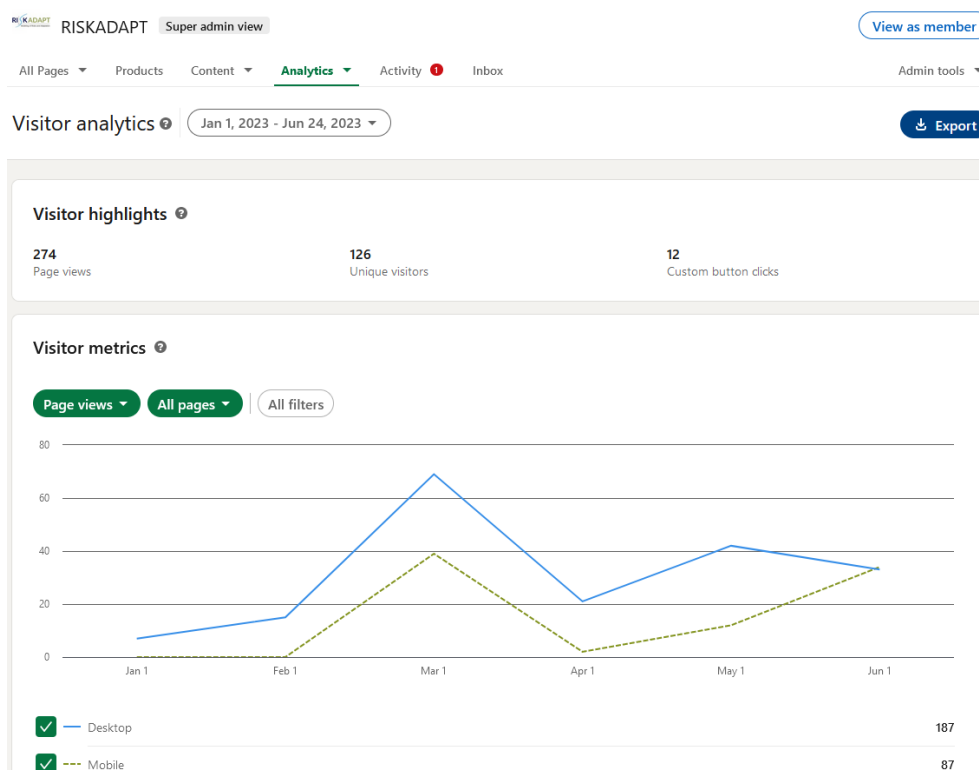 RISKADAPT
RISKADAPT Super admin view
View as member
All Pages Products Content Analytics Activity 1 Inbox Admin tools
Visitor analytics ? Jan 1, 2023 - Jun 24, 2023
Export
Visitor highlights ?
274 126 12
Page views Unique visitors Custom button clicks
Visitor metrics ?
Page views All pages All filters
80
60
40
20
0
Jan 1 Feb 1 Mar 1 Apr 1 May 1 Jun 1
Desktop 187
Mobile 87